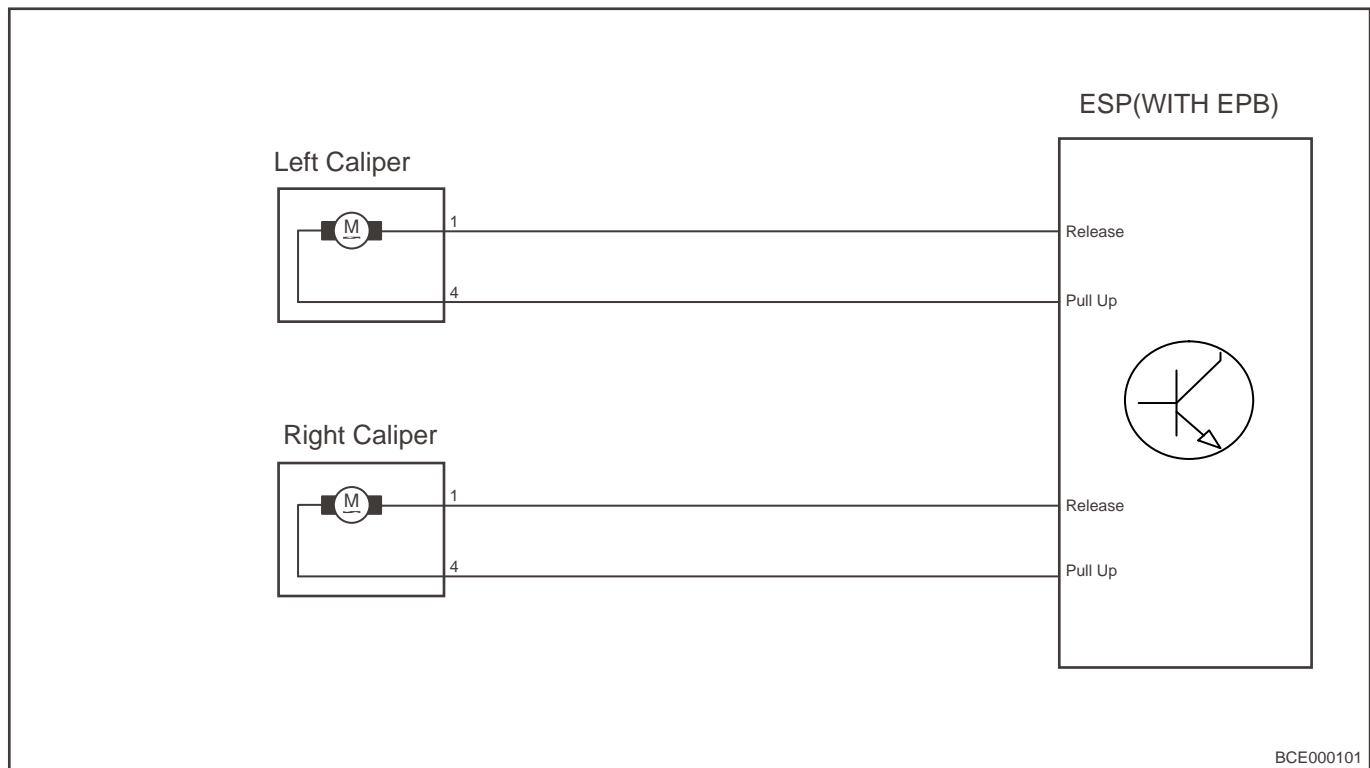 ESP(WITH EPB)
Left Caliper
M
1
Release
4
Pull Up
Right Caliper
M
1
Release
4
Pull Up
BCE000101